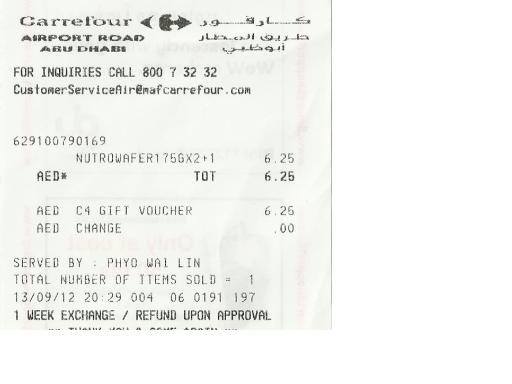 Carrefour كارفور
AIRPORT ROAD طريق المطار
ABU DHABI أبوظبي
FOR INQUIRIES CALL 800 7 32 32
CustomerServiceAir@mafcarrefour.com
629100790169
NUTROWAFER175GX2+1 6.25
AED* TOT 6.25
AED C4 GIFT VOUCHER 6.25
AED CHANGE .00
SERVED BY : PHYO WAI LIN
TOTAL NUMBER OF ITEMS SOLD = 1
13/09/12 20:29 004 06 0191 197
1 WEEK EXCHANGE / REFUND UPON APPROVAL